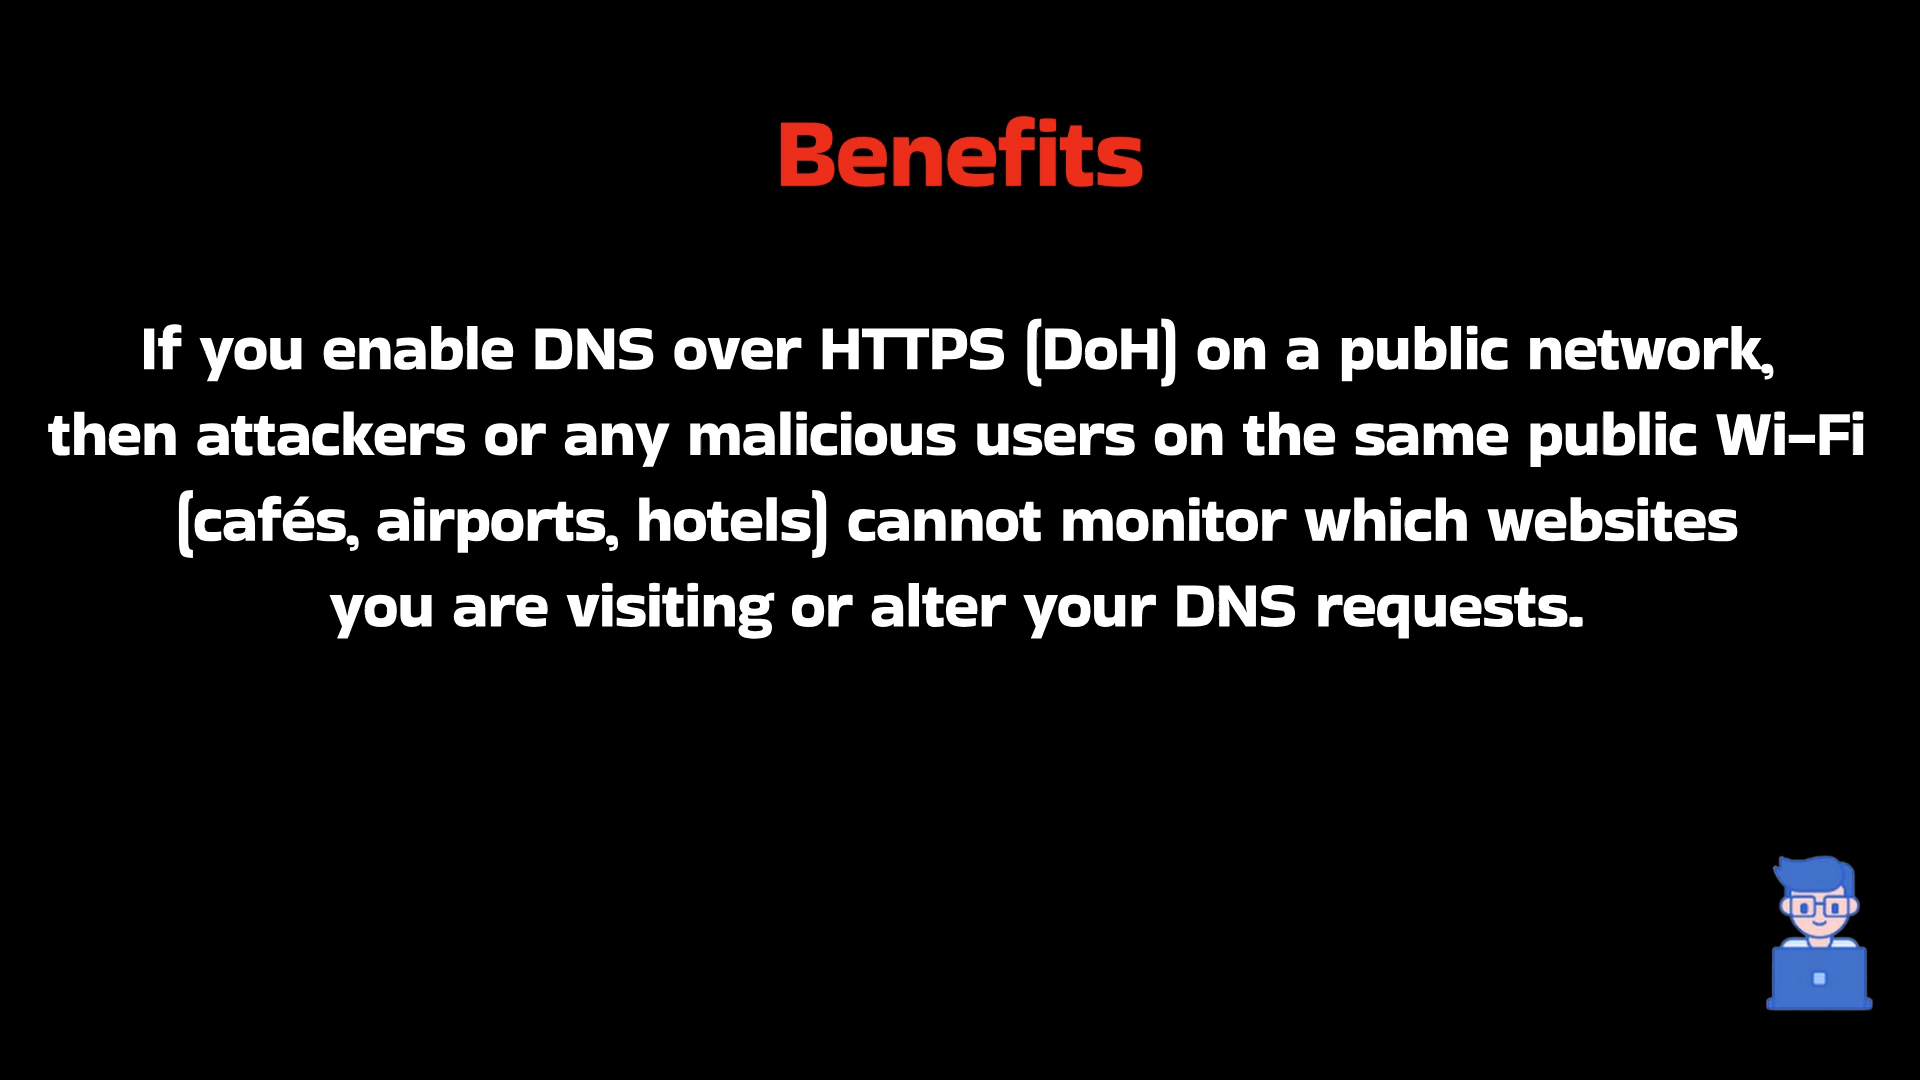 Benefits
If you enable DNS over HTTPS (DoH) on a public network,
then attackers or any malicious users on the same public Wi-Fi
(cafés, airports, hotels) cannot monitor which websites
you are visiting or alter your DNS requests.